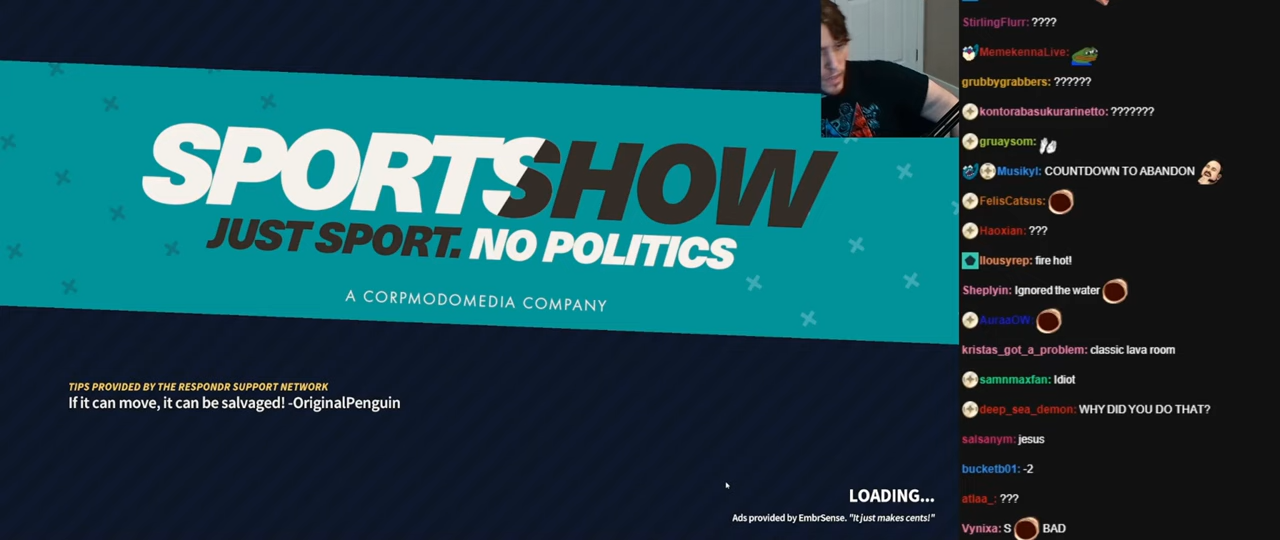 SPORTSHOW
JUST SPORT. NO POLITICS
A CORPMODOMEDIA COMPANY
TIPS PROVIDED BY THE RESPONDR SUPPORT NETWORK
If it can move, it can be salvaged! -OriginalPenguin
LOADING...
Ads provided by EmbrSense. "It just makes cents!"
StirlingFlurr: ????
MemekennaLive:
grubbygrabbers: ??????
kontorabasukurarinetto: ???????
gruaysom:
Musikyl: COUNTDOWN TO ABANDON
FelisCatsus:
Haoxian: ???
llousyrep: fire hot!
Sheplyin: Ignored the water
AuraaOW:
kristas_got_a_problem: classic lava room
samnmaxfan: Idiot
deep_sea_demon: WHY DID YOU DO THAT?
salsanym: jesus
bucketb01: -2
atlaa_: ???
Vynixa: S BAD